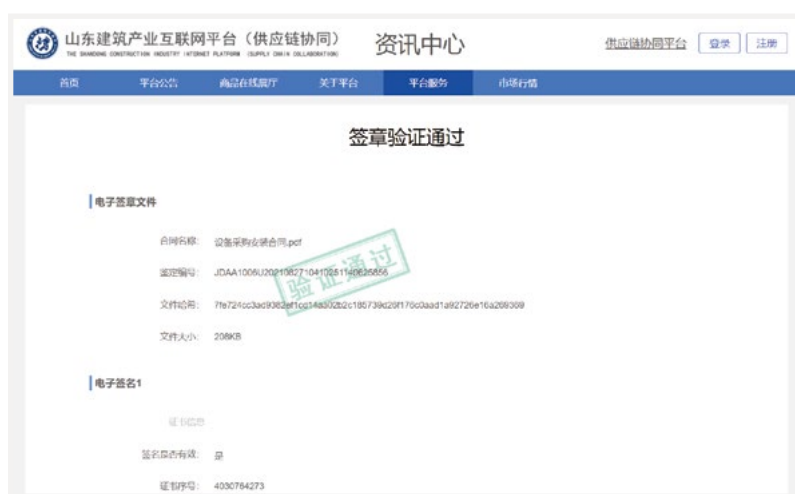 山东建筑产业互联网平台（供应链协同）
THE SHANDONG CONSTRUCTION INDUSTRY INTERNET PLATFORM (SUPPLY CHAIN COLLABORATION)
资讯中心
供应链协同平台 登录 注册
首页 平台公告 商品在线展厅 关于平台 平台服务 市场行情
签章验证通过
电子签章文件
合同名称: 设备采购安装合同.pdf
鉴定编号:
验证通过
文件哈希:
文件大小: 208KB
电子签名1
证书信息
签名是否有效: 是
证书序号: 4030764273